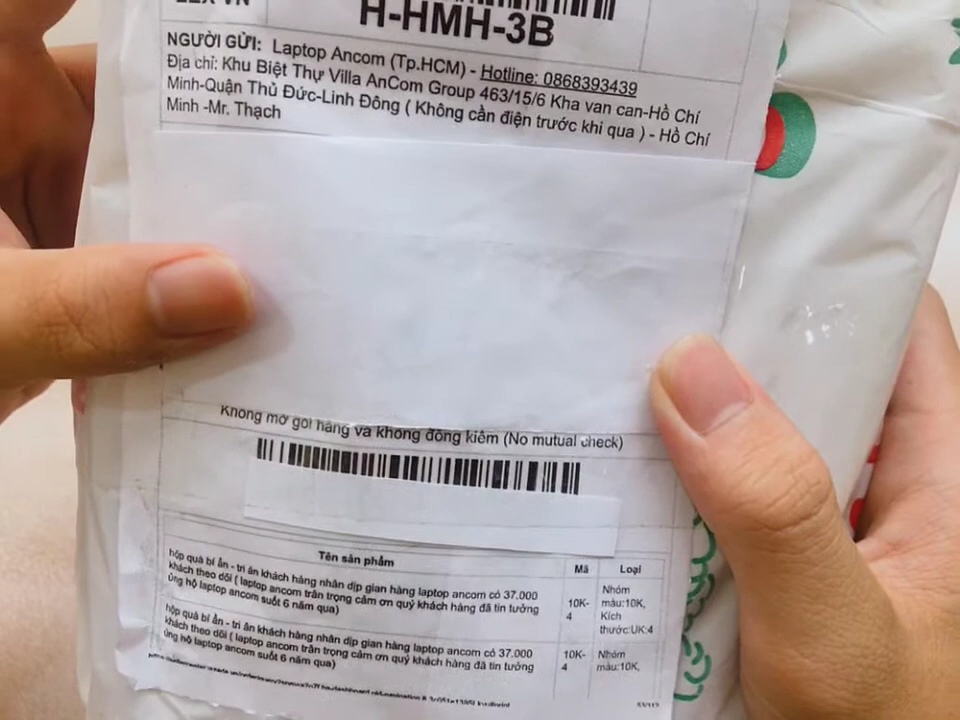 LEX VN
H-HMH-3B
NGƯỜI GỬI: Laptop Ancom (Tp.HCM) - Hotline: 0868393439
Địa chỉ: Khu Biệt Thự Villa AnCom Group 463/15/6 Kha van can-Hồ Chí
Minh-Quận Thủ Đức-Linh Đông ( Không cần điện trước khi qua ) - Hồ Chí
Minh -Mr. Thạch
Không mở gói hàng và không đồng kiểm (No mutual check)
Tên sản phẩm Mã Loại
hộp quà bí ẩn - tri ân khách hàng nhân dịp gian hàng laptop ancom có 37.000
khách theo dõi ( laptop ancom trân trọng cảm ơn quý khách hàng đã tin tưởng
ủng hộ laptop ancom suốt 6 năm qua)
10K-
4
Nhóm
màu:10K,
Kích
thước:UK:4
hộp quà bí ẩn - tri ân khách hàng nhân dịp gian hàng laptop ancom có 37.000
khách theo dõi ( laptop ancom trân trọng cảm ơn quý khách hàng đã tin tưởng
ủng hộ laptop ancom suốt 6 năm qua)
10K-
4
Nhóm
màu:10K,